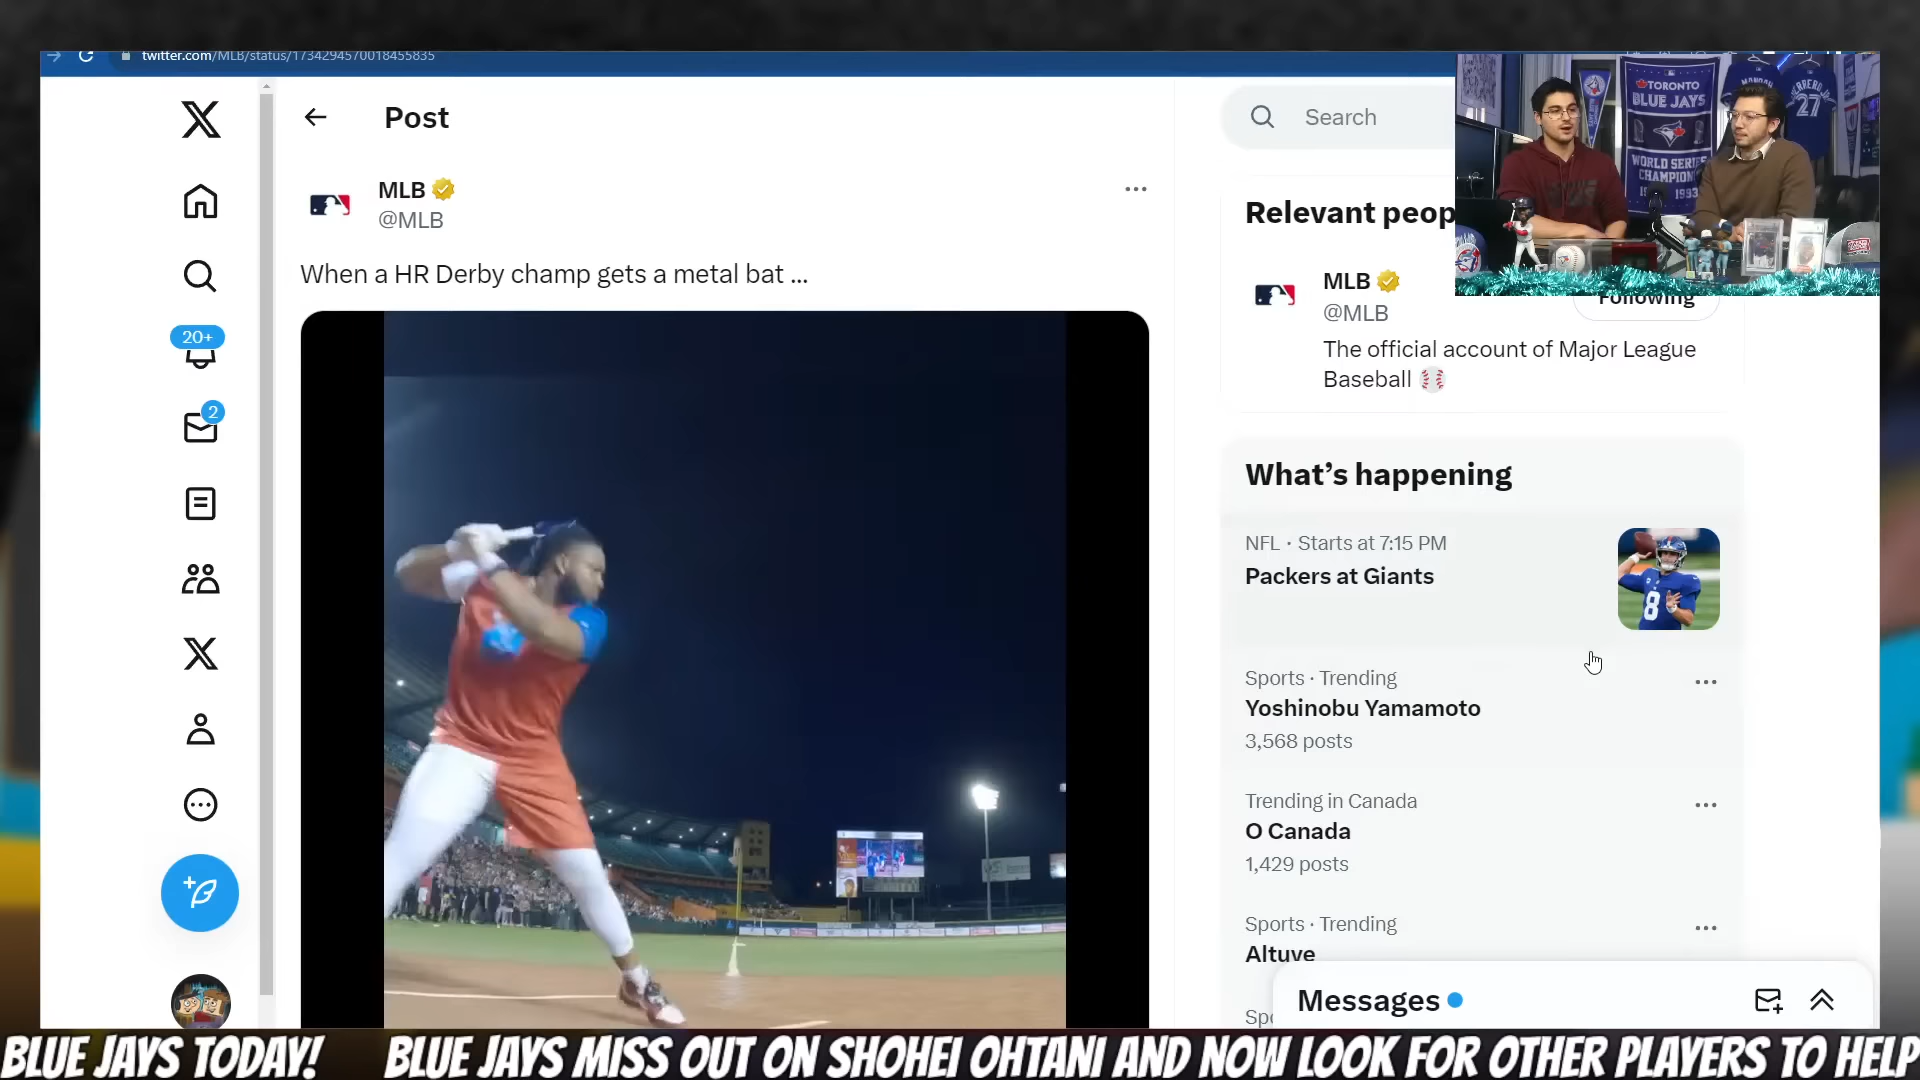 twitter.com/MLB/status/1734294570018455835
Post
Search
MLB
@MLB
When a HR Derby champ gets a metal bat ...
20+
2
Relevant peop
MLB
@MLB
Following
The official account of Major League
Baseball
What's happening
NFL · Starts at 7:15 PM
Packers at Giants
8
Sports · Trending
Yoshinobu Yamamoto
3,568 posts
Trending in Canada
O Canada
1,429 posts
Sports · Trending
Altuve
Spo
Messages
TORONTO
BLUE JAYS
WORLD SERIES
CHAMPION
1993
27
BLUE JAYS TODAY! BLUE JAYS MISS OUT ON SHOHEI OHTANI AND NOW LOOK FOR OTHER PLAYERS TO HELP